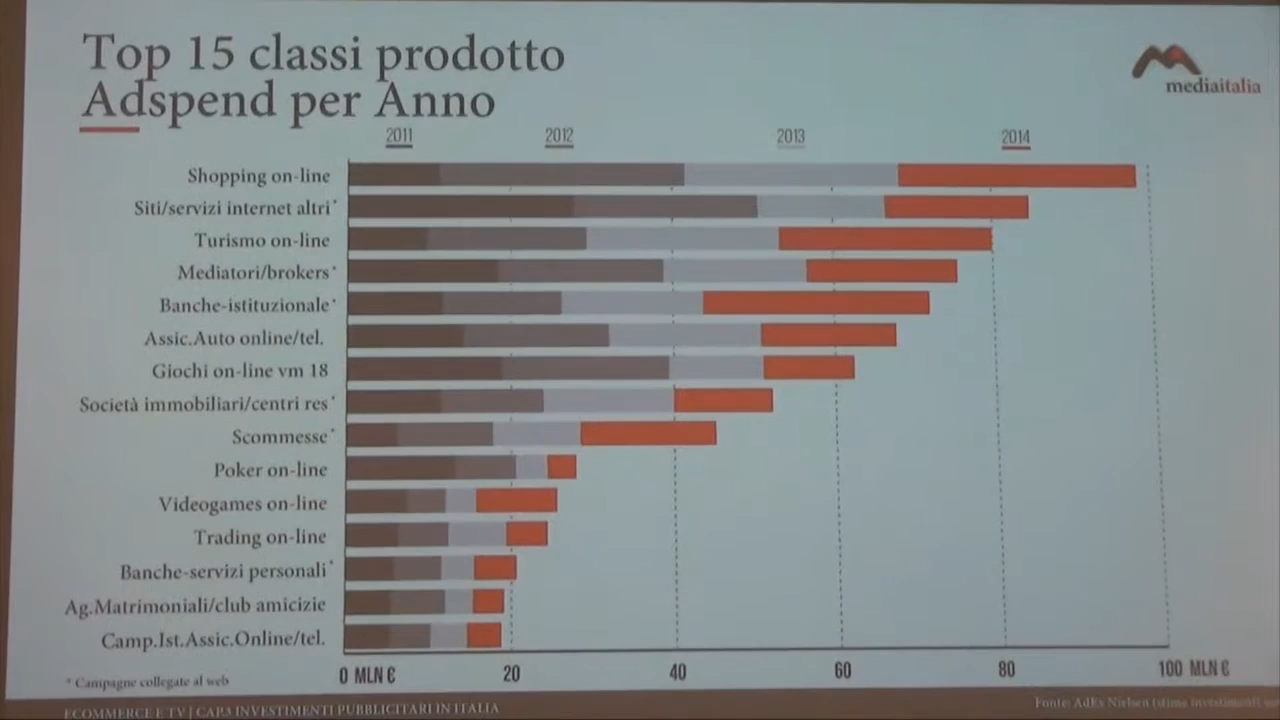 Top 15 classi prodotto
Adspend per Anno
mediaitalia
2011 2012 2013 2014
Shopping on-line
Siti/servizi internet altri*
Turismo on-line
Mediatori/brokers*
Banche-istituzionale*
Assic.Auto online/tel.
Giochi on-line vm 18
Società immobiliari/centri res*
Scommesse*
Poker on-line
Videogames on-line
Trading on-line
Banche-servizi personali*
Ag.Matrimoniali/club amicizie
Camp.Ist.Assic.Online/tel.
0 MLN € 20 40 60 80 100 MLN €
* Campagne collegate al web
ECOMMERCE E TV | CAP.3 INVESTIMENTI PUBBLICITARI IN ITALIA
Fonte: AdEx Nielsen (stima investimenti